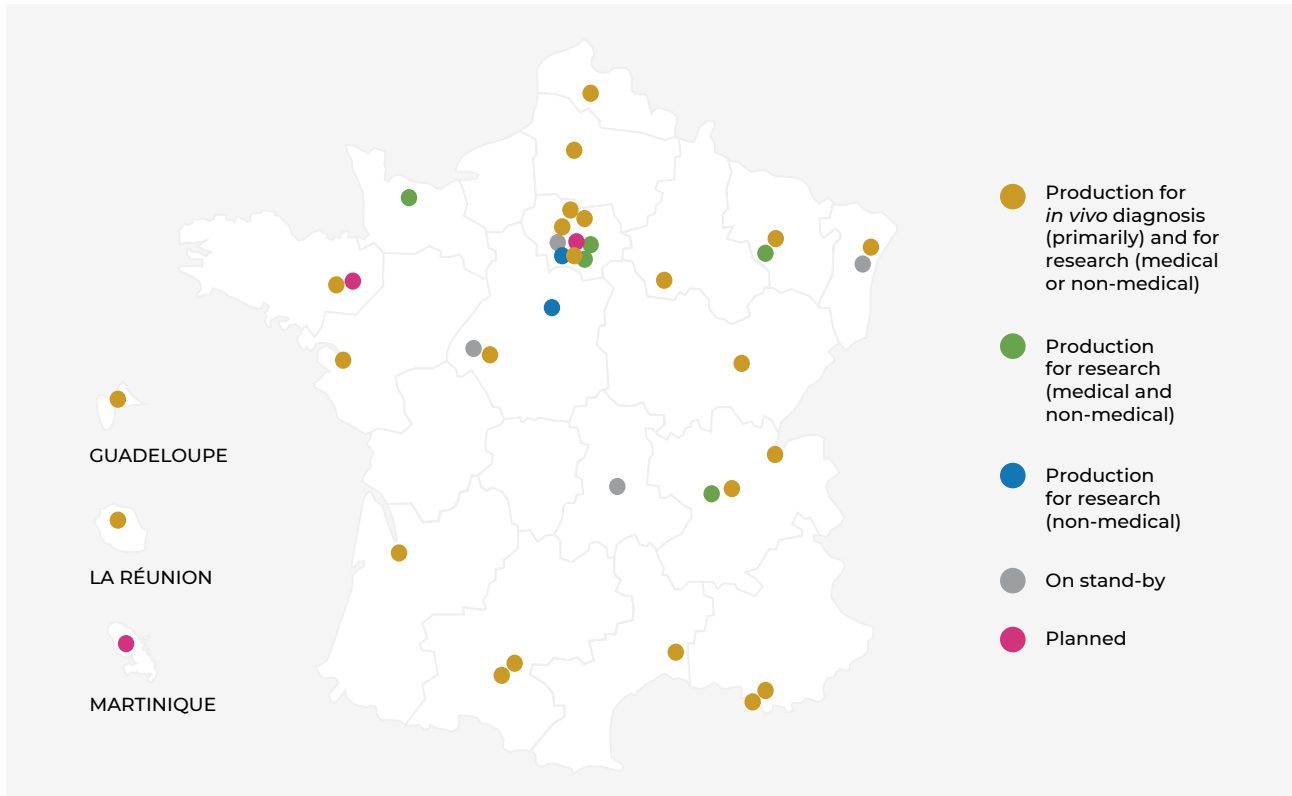 GUADELOUPE
LA RÉUNION
MARTINIQUE
Production for
in vivo diagnosis
(primarily) and for
research (medical
or non-medical)
Production
for research
(medical and
non-medical)
Production
for research
(non-medical)
On stand-by
Planned